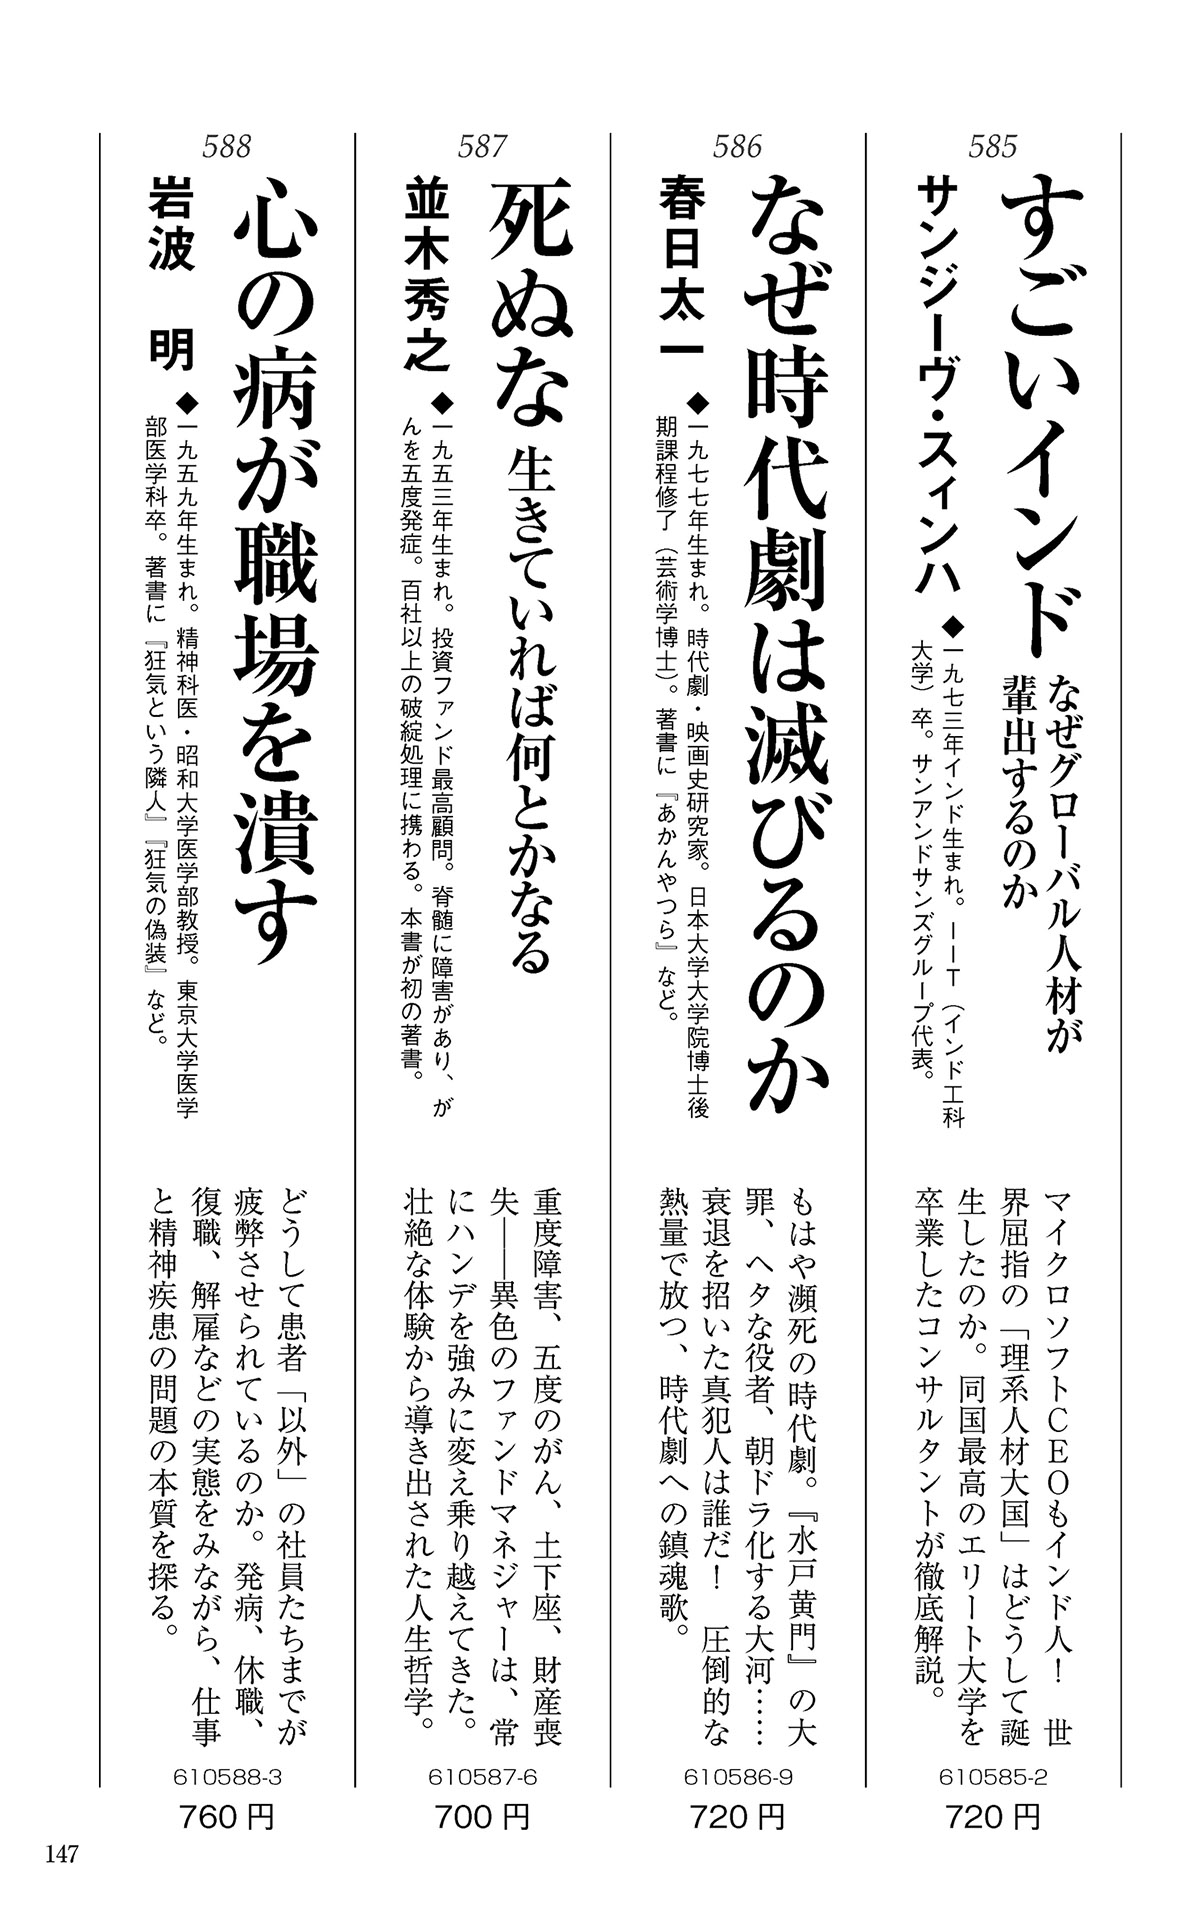 585
すごいインド
なぜグローバル人材が
輩出するのか
サンジーヴ・スィンハ
◆一九七三年インド生まれ。IIT(インド工科
大学)卒。サンアンドサンズグループ代表。
マイクロソフトCEOもインド人! 世
界屈指の「理系人材大国」はどうして誕
生したのか。同国最高のエリート大学を
卒業したコンサルタントが徹底解説。
610585-2
720円
586
なぜ時代劇は滅びるのか
春日太一
◆一九七七年生まれ。時代劇・映画史研究家。日本大学大学院博士後
期課程修了(芸術学博士)。著書に『あかんやつら』など。
もはや瀕死の時代劇。『水戸黄門』の大
罪、ヘタな役者、朝ドラ化する大河……
衰退を招いた真犯人は誰だ! 圧倒的な
熱量で放つ、時代劇への鎮魂歌。
610586-9
720円
587
死ぬな 生きていれば何とかなる
並木秀之
◆一九五三年生まれ。投資ファンド最高顧問。脊髄に障害があり、が
んを五度発症。百社以上の破綻処理に携わる。本書が初の著書。
重度障害、五度のがん、土下座、財産喪
失――異色のファンドマネジャーは、常
にハンデを強みに変え乗り越えてきた。
壮絶な体験から導き出された人生哲学。
610587-6
700円
588
心の病が職場を潰す
岩波 明
◆一九五九年生まれ。精神科医・昭和大学医学部教授。東京大学医学
部医学科卒。著書に『狂気という隣人』『狂気の偽装』など。
どうして患者「以外」の社員たちまでが
疲弊させられているのか。発病、休職、
復職、解雇などの実態をみながら、仕事
と精神疾患の問題の本質を探る。
610588-3
760円
147